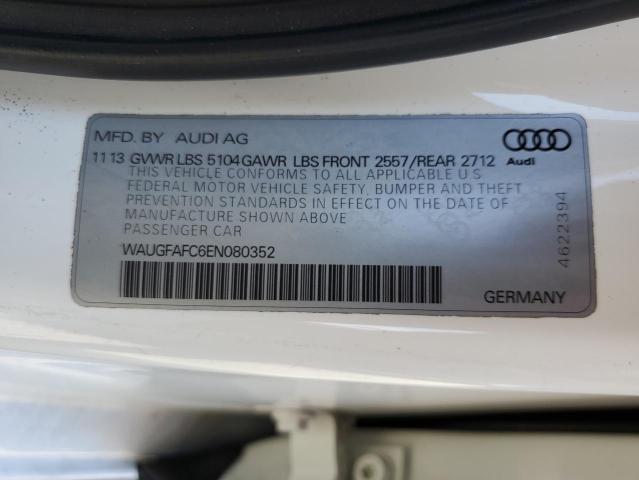 MFD. BY AUDI AG
11 13 GVWR LBS 5104 GAWR LBS FRONT 2557/REAR 2712
Audi
THIS VEHICLE CONFORMS TO ALL APPLICABLE U S
FEDERAL MOTOR VEHICLE SAFETY, BUMPER AND THEFT
PREVENTION STANDARDS IN EFFECT ON THE DATE OF
MANUFACTURE SHOWN ABOVE
PASSENGER CAR
WAUGFAFC6EN080352
4622394
GERMANY